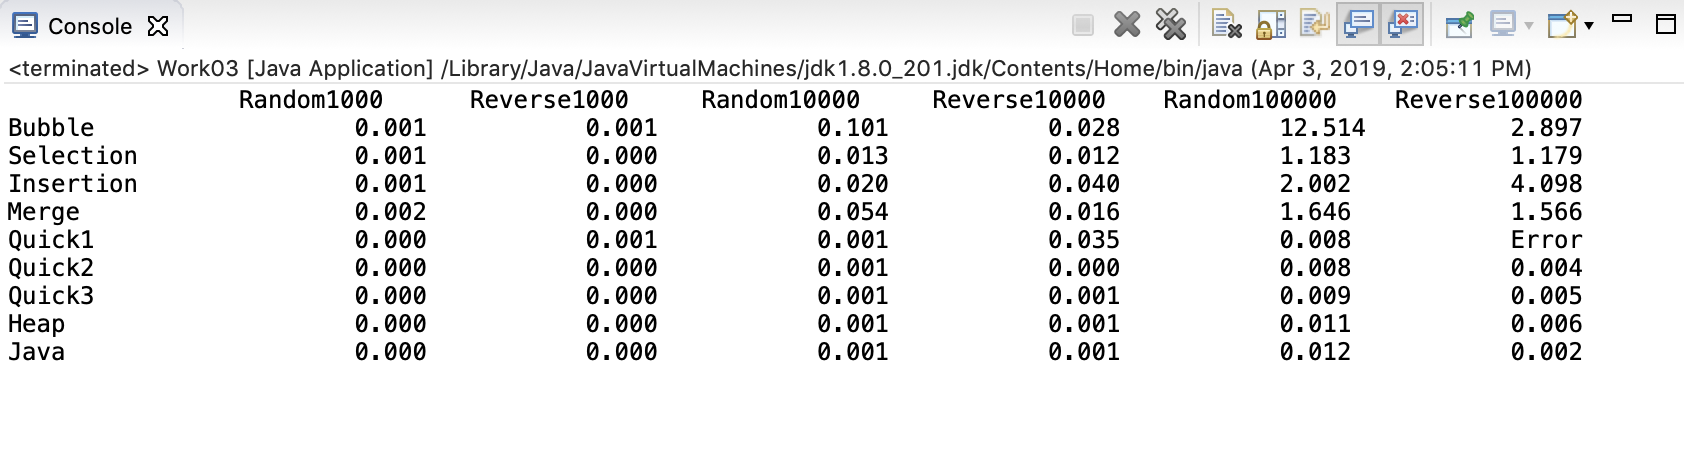 Console
<terminated> Work03 [Java Application] /Library/Java/JavaVirtualMachines/jdk1.8.0_201.jdk/Contents/Home/bin/java (Apr 3, 2019, 2:05:11 PM)
Random1000 Reverse1000 Random10000 Reverse10000 Random100000 Reverse100000
Bubble 0.001 0.001 0.101 0.028 12.514 2.897
Selection 0.001 0.000 0.013 0.012 1.183 1.179
Insertion 0.001 0.000 0.020 0.040 2.002 4.098
Merge 0.002 0.000 0.054 0.016 1.646 1.566
Quick1 0.000 0.001 0.001 0.035 0.008 Error
Quick2 0.000 0.000 0.001 0.000 0.008 0.004
Quick3 0.000 0.000 0.001 0.001 0.009 0.005
Heap 0.000 0.000 0.001 0.001 0.011 0.006
Java 0.000 0.000 0.001 0.001 0.012 0.002